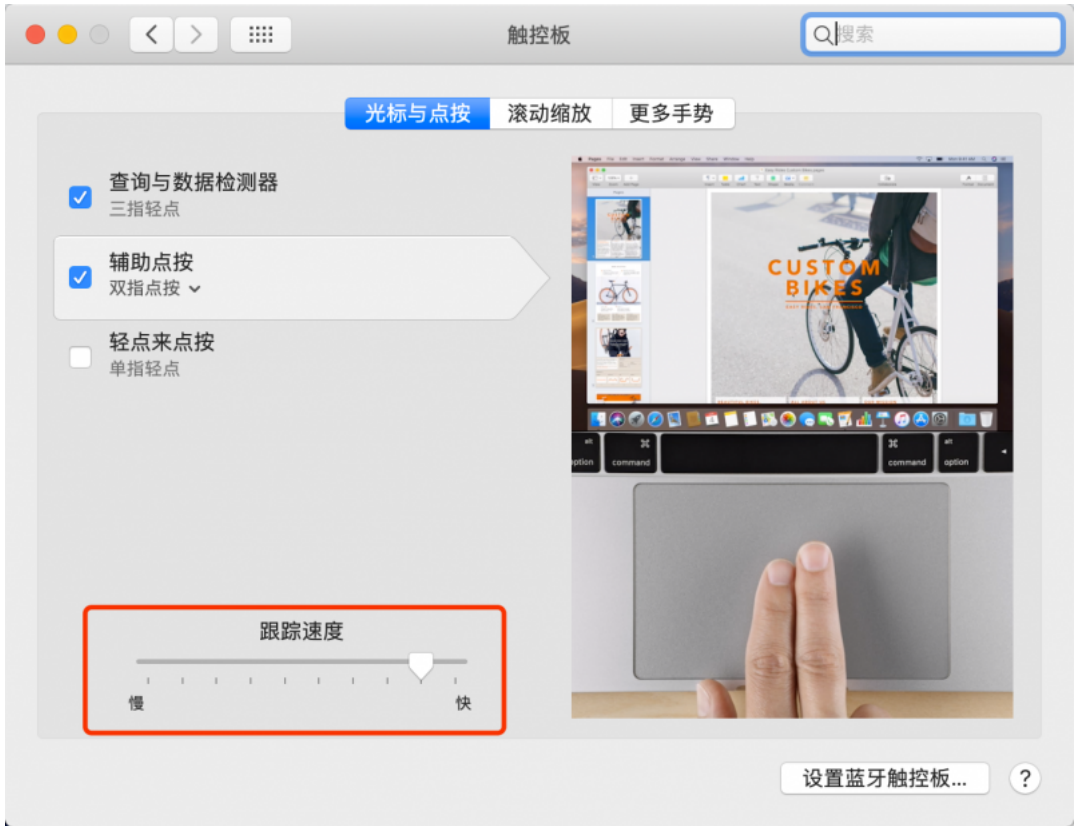 触控板
搜索
光标与点按
滚动缩放
更多手势
查询与数据检测器
三指轻点
辅助点按
双指点按
轻点来点按
单指轻点
跟踪速度
慢
快
CUSTOM
BIKES
alt
option
⌘
command
⌘
command
alt
option
设置蓝牙触控板...
?